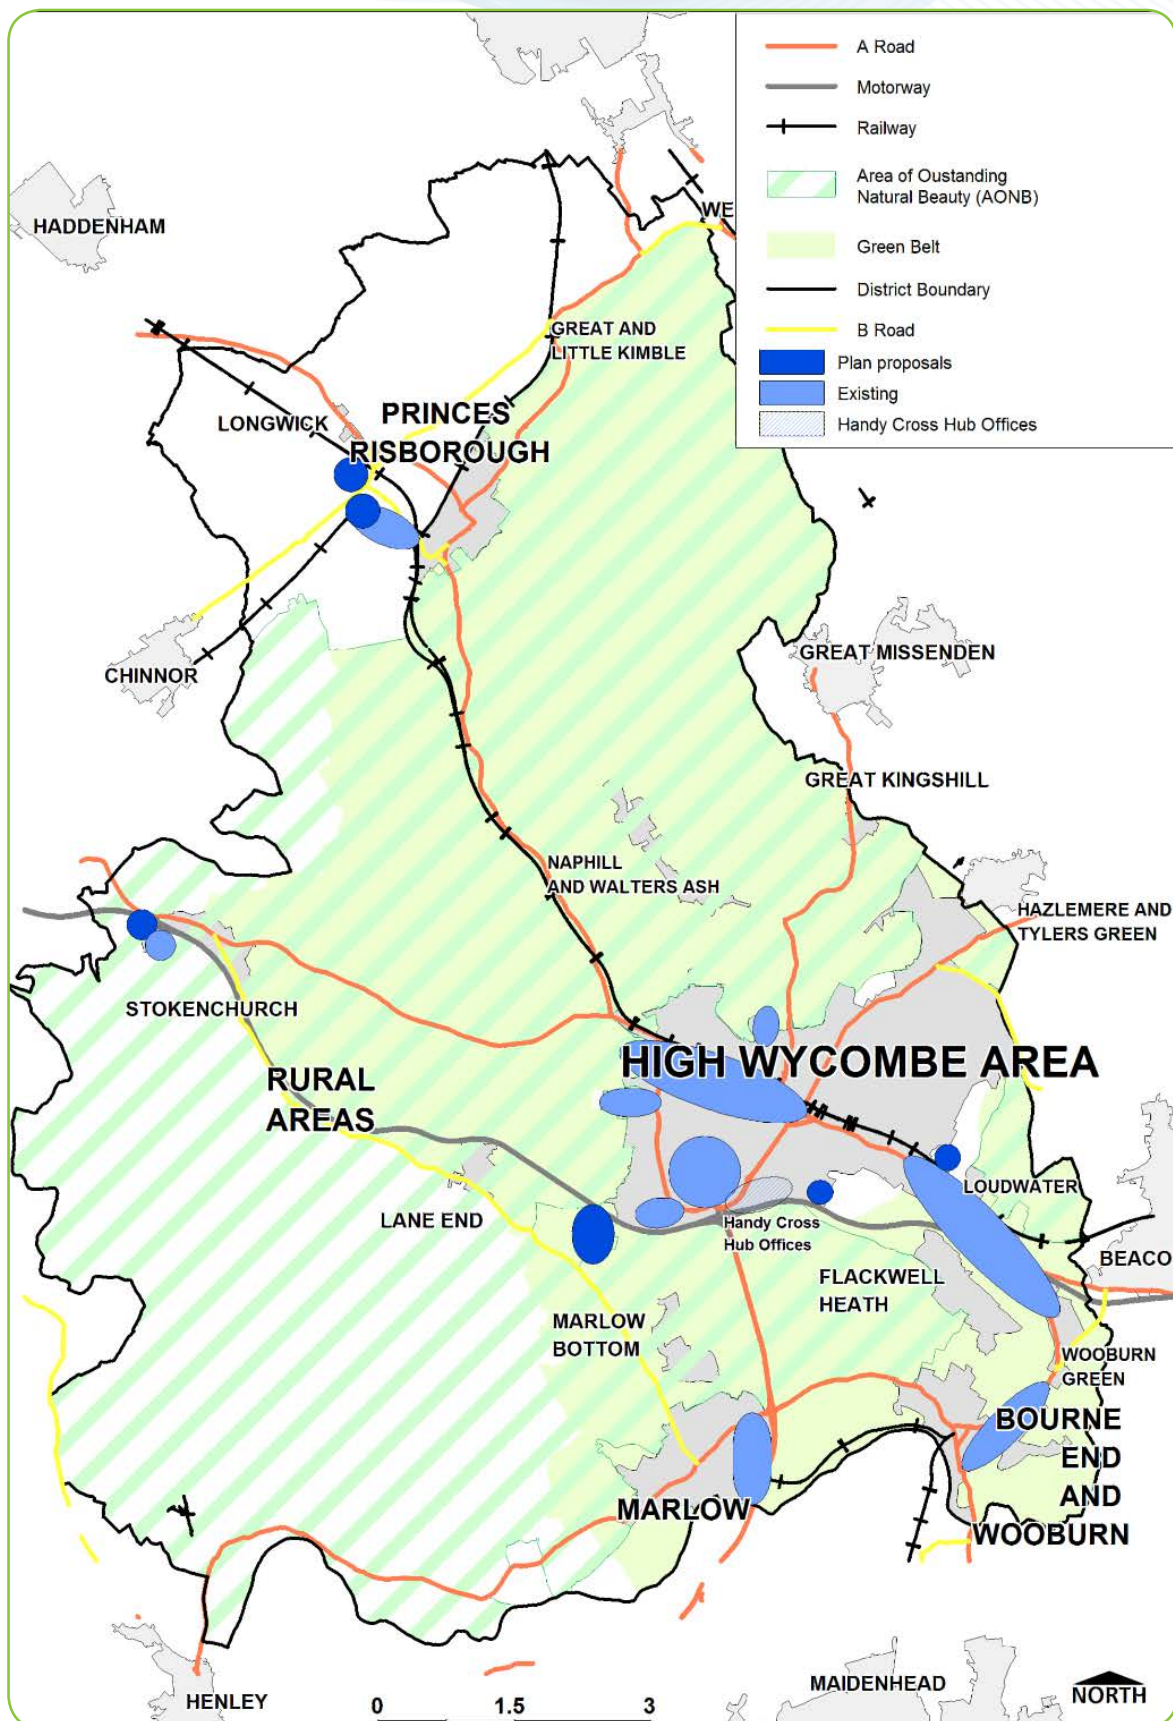 A Road
Motorway
Railway
Area of Oustanding
Natural Beauty (AONB)
Green Belt
District Boundary
B Road
Plan proposals
Existing
Handy Cross Hub Offices
WE
HADDENHAM
GREAT AND
LITTLE KIMBLE
LONGWICK
PRINCES
RISBOROUGH
CHINNOR
GREAT MISSENDEN
GREAT KINGSHILL
NAPHILL
AND WALTERS ASH
HAZLEMERE AND
TYLERS GREEN
STOKENCHURCH
HIGH WYCOMBE AREA
RURAL
AREAS
LOUDWATER
LANE END
Handy Cross
Hub Offices
BEACO
FLACKWELL
HEATH
MARLOW
BOTTOM
WOOBURN
GREEN
BOURNE
END
AND
WOOBURN
MARLOW
HENLEY
MAIDENHEAD
NORTH
0 1.5 3